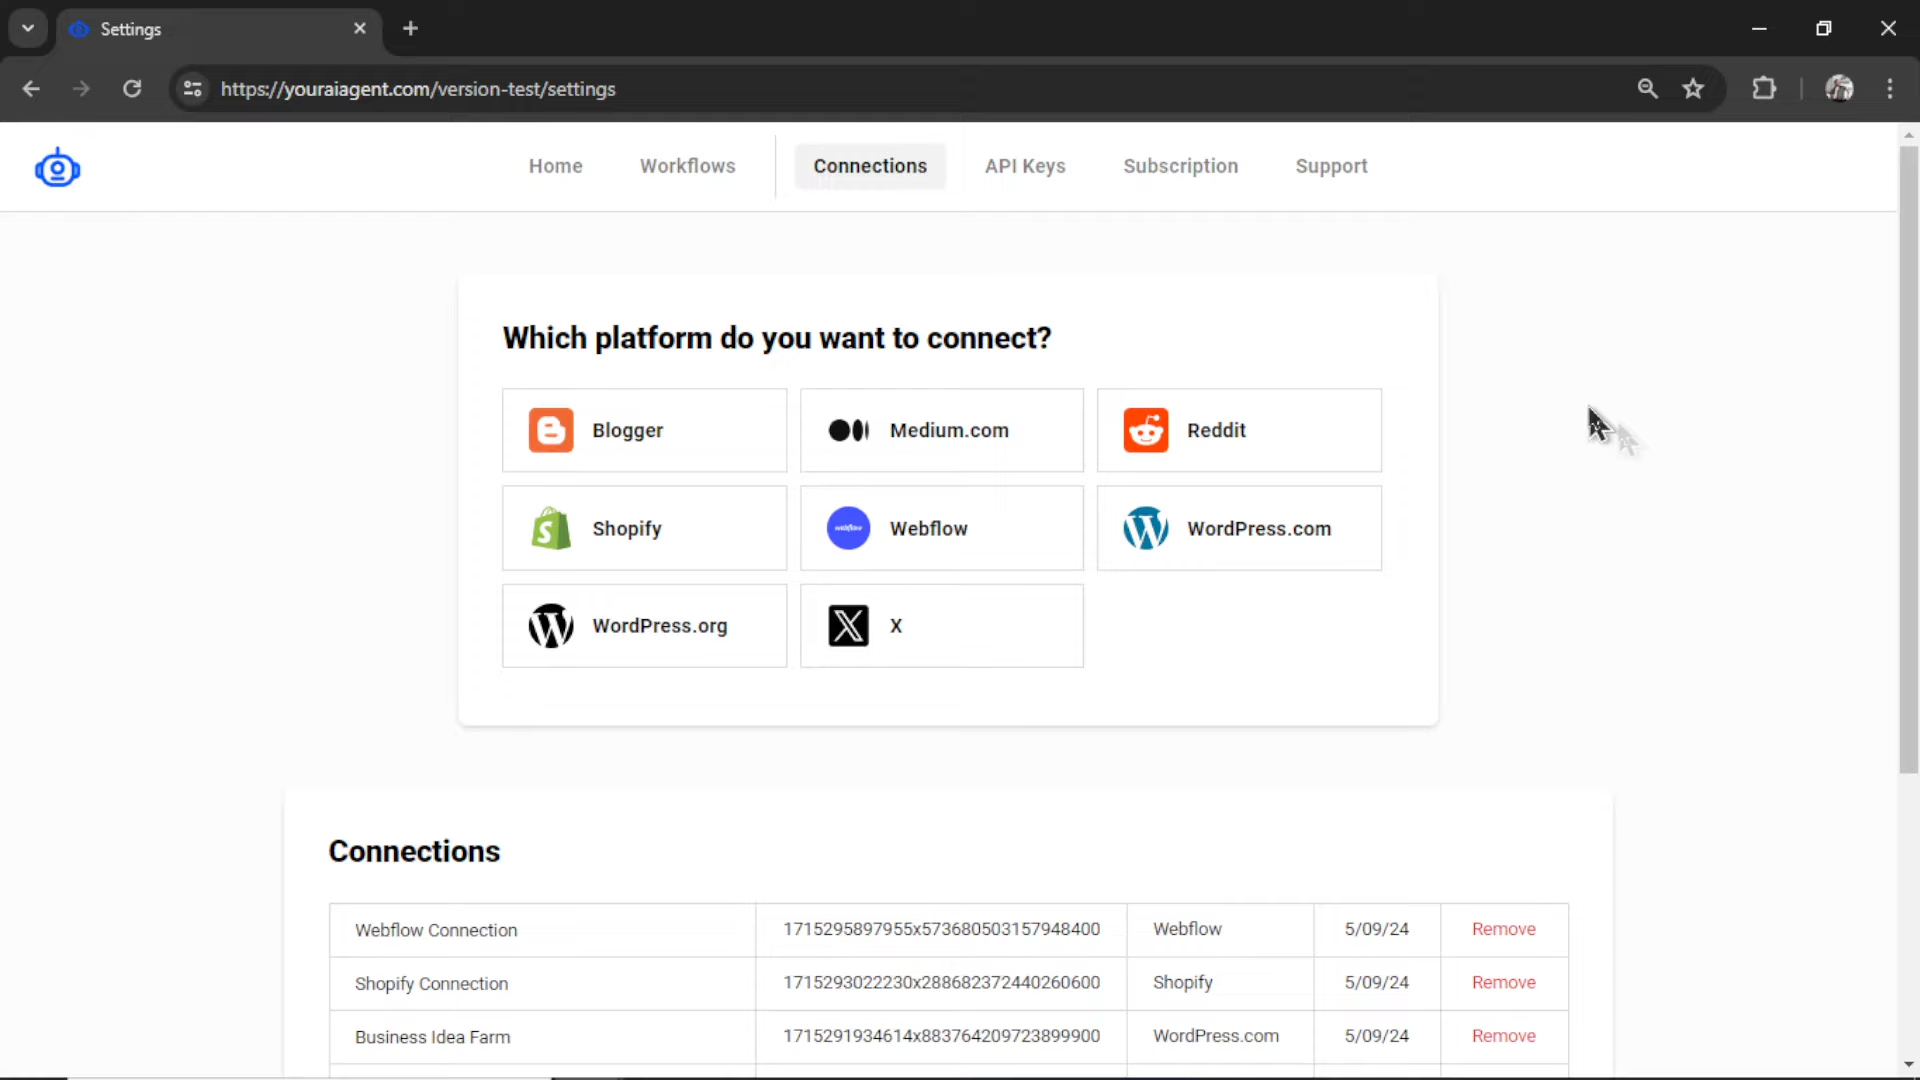 Settings
https://youraiagent.com/version-test/settings
Home Workflows Connections API Keys Subscription Support
Which platform do you want to connect?
Blogger Medium.com Reddit
Shopify webflow Webflow WordPress.com
WordPress.org X
Connections
Webflow Connection 1715295897955x573680503157948400 Webflow 5/09/24 Remove
Shopify Connection 1715293022230x288682372440260600 Shopify 5/09/24 Remove
Business Idea Farm 1715291934614x883764209723899900 WordPress.com 5/09/24 Remove